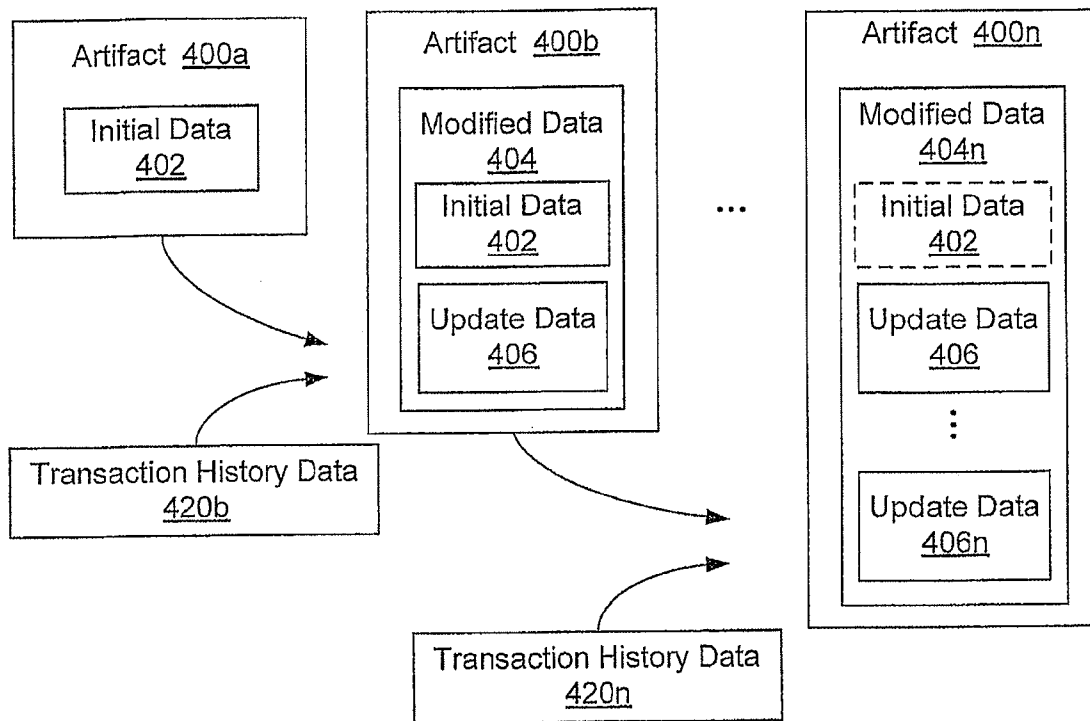 Artifact 400a
Initial Data
402
Artifact 400b
Modified Data
404
Initial Data
402
Update Data
406
...
Artifact 400n
Modified Data
404n
Initial Data
402
Update Data
406
...
Update Data
406n
Transaction History Data
420b
Transaction History Data
420n